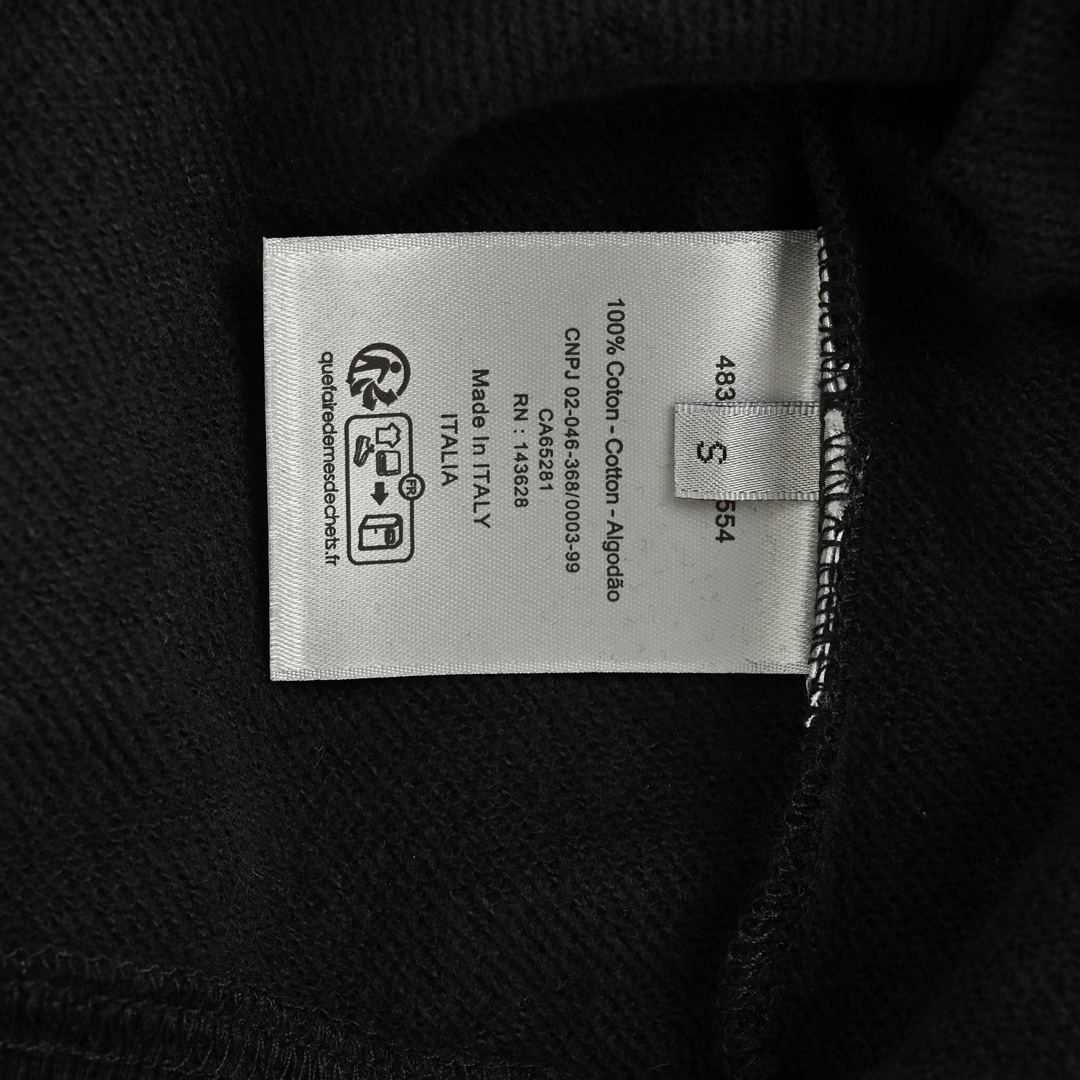 483
554
S
100% Coton - Cotton - Algodão
CNPJ 02-046-368/0003-99
CA65281
RN : 143628
Made In ITALY
ITALIA
FR
quefairedemesdechets.fr